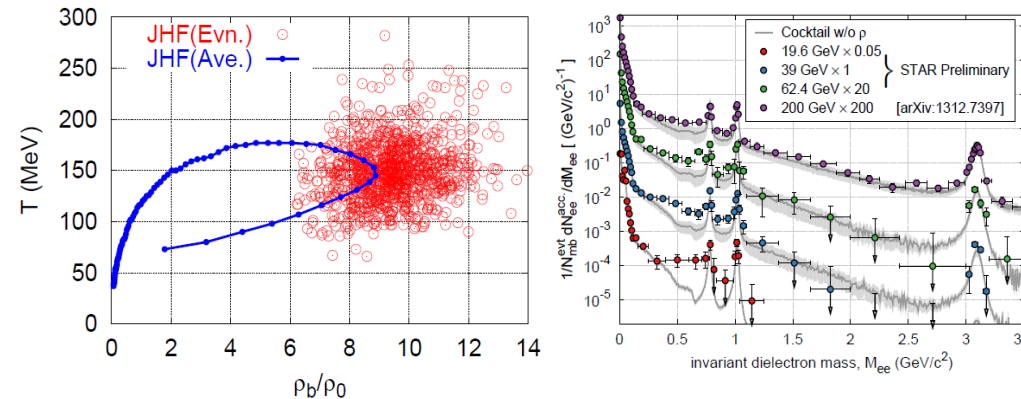 JHF(Evn.)
JHF(Ave.)
T (MeV)
300
250
200
150
100
50
0
0 2 4 6 8 10 12 14
ρb/ρ0
Cocktail w/o ρ
19.6 GeV × 0.05
39 GeV × 1
62.4 GeV × 20
200 GeV × 200
STAR Preliminary
[arXiv:1312.7397]
1/N_mb^evt dN_ee^acc./dM_ee [ (GeV/c²)⁻¹ ]
10³
10²
10
1
10⁻¹
10⁻²
10⁻³
10⁻⁴
10⁻⁵
0 0.5 1 1.5 2 2.5 3 3.5
invariant dielectron mass, M_ee (GeV/c²)